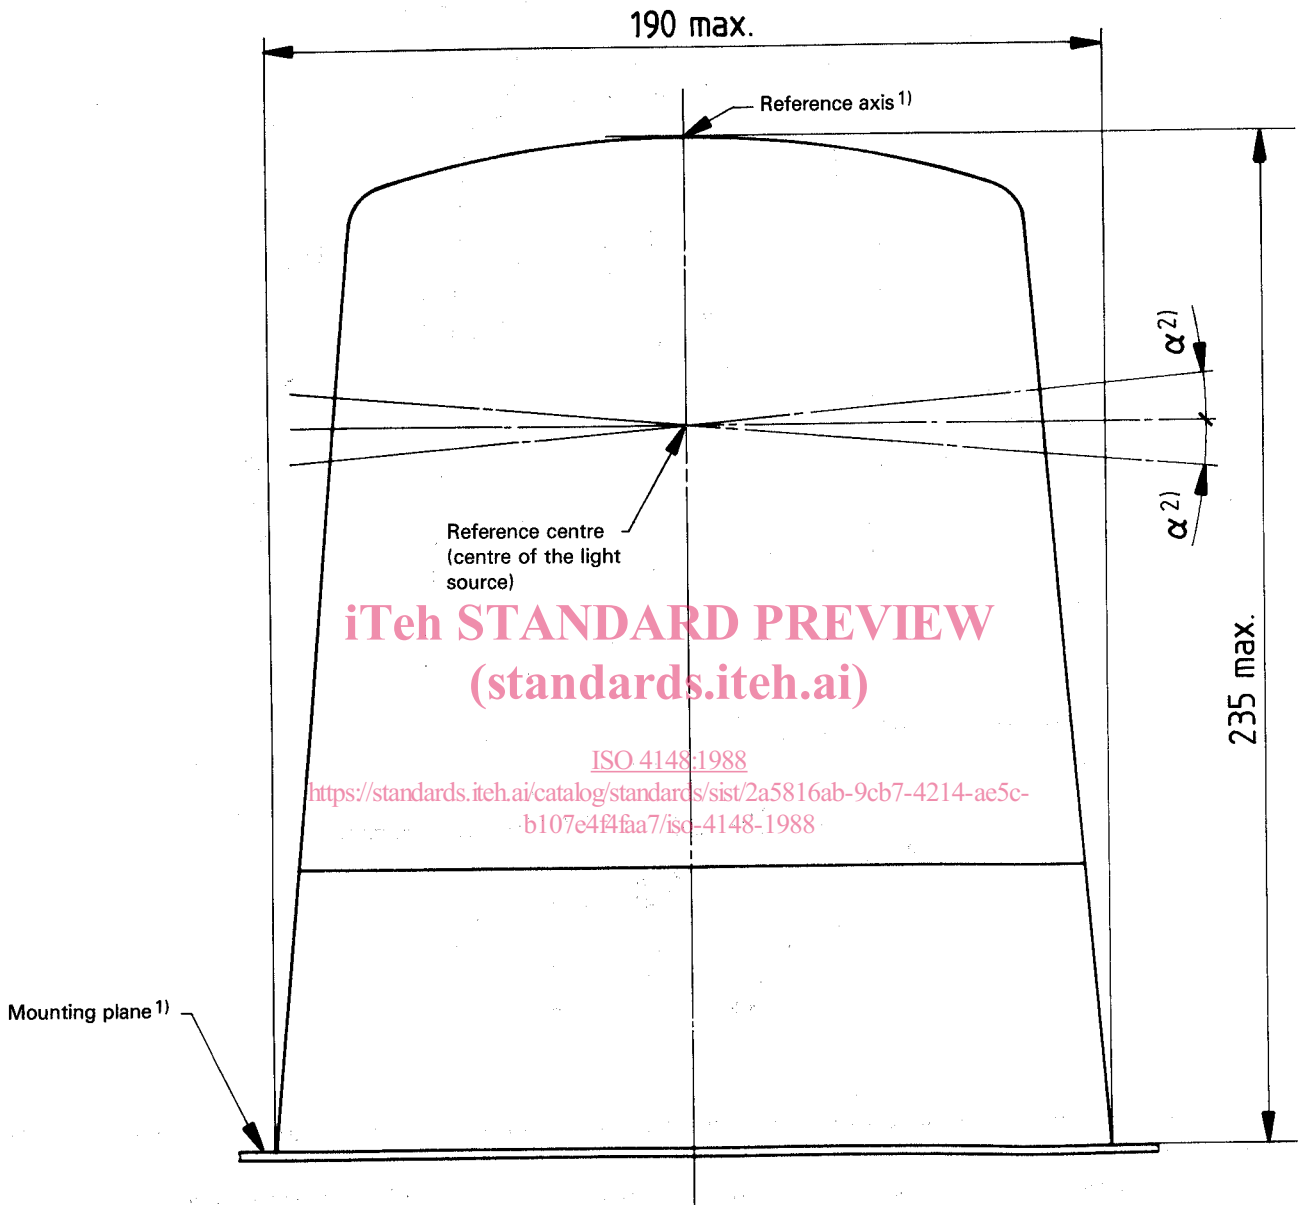 190 max.
Reference axis 1)
α 2)
α 2)
Reference centre
(centre of the light
source)
iTeh STANDARD PREVIEW
(standards.iteh.ai)
235 max.
ISO 4148:1988
https://standards.iteh.ai/catalog/standards/sist/2a5816ab-9cb7-4214-ae5c-
b107e4f4faa7/iso-4148-1988
Mounting plane 1)